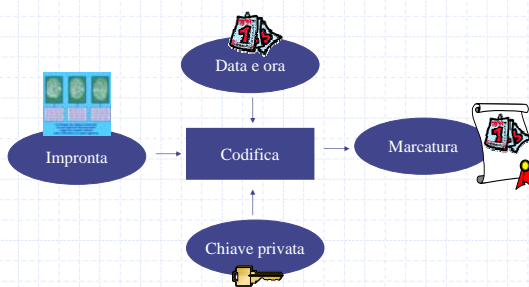 Data e ora
Impronta
Codifica
Marcatura
Chiave privata